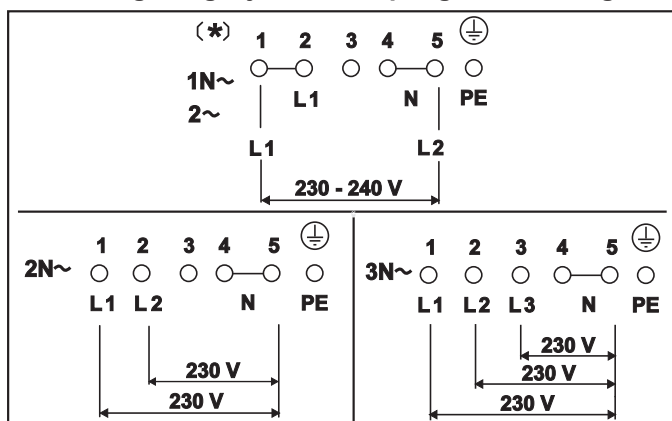 (*) 1 2 3 4 5
1N~ L1 N PE
2~
L1 L2
230 - 240 V
1 2 3 4 5
2N~
L1 L2 N PE
230 V
230 V
1 2 3 4 5
3N~
L1 L2 L3 N PE
230 V
230 V
230 V